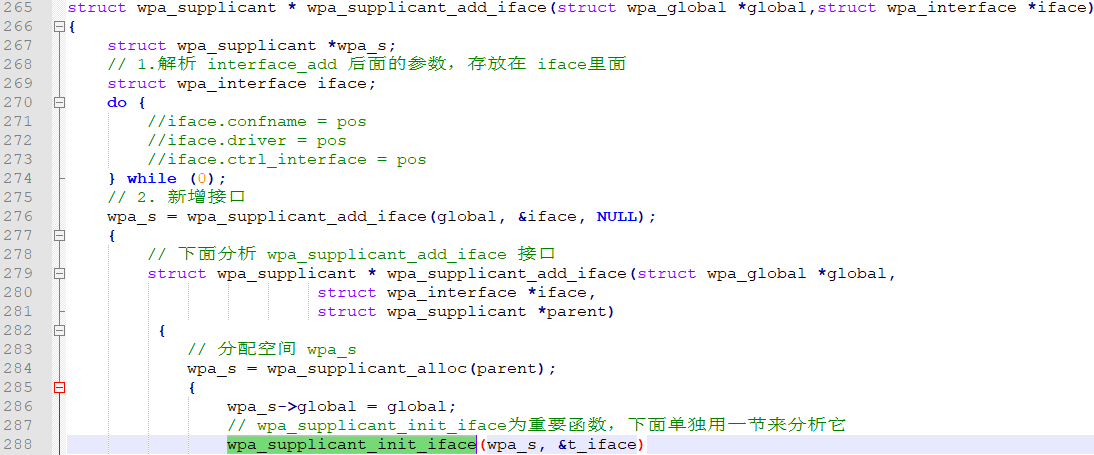 265 struct wpa_supplicant * wpa_supplicant_add_iface(struct wpa_global *global,struct wpa_interface *iface)
266 {
267     struct wpa_supplicant *wpa_s;
268     // 1.解析 interface_add 后面的参数，存放在 iface里面
269     struct wpa_interface iface;
270     do {
271         //iface.confname = pos
272         //iface.driver = pos
273         //iface.ctrl_interface = pos
274     } while (0);
275     // 2. 新增接口
276     wpa_s = wpa_supplicant_add_iface(global, &iface, NULL);
277     {
278         // 下面分析 wpa_supplicant_add_iface 接口
279         struct wpa_supplicant * wpa_supplicant_add_iface(struct wpa_global *global,
280                          struct wpa_interface *iface,
281                          struct wpa_supplicant *parent)
282          {
283             // 分配空间 wpa_s
284             wpa_s = wpa_supplicant_alloc(parent);
285             {
286                 wpa_s->global = global;
287                 // wpa_supplicant_init_iface为重要函数，下面单独用一节来分析它
288                 wpa_supplicant_init_iface(wpa_s, &t_iface)